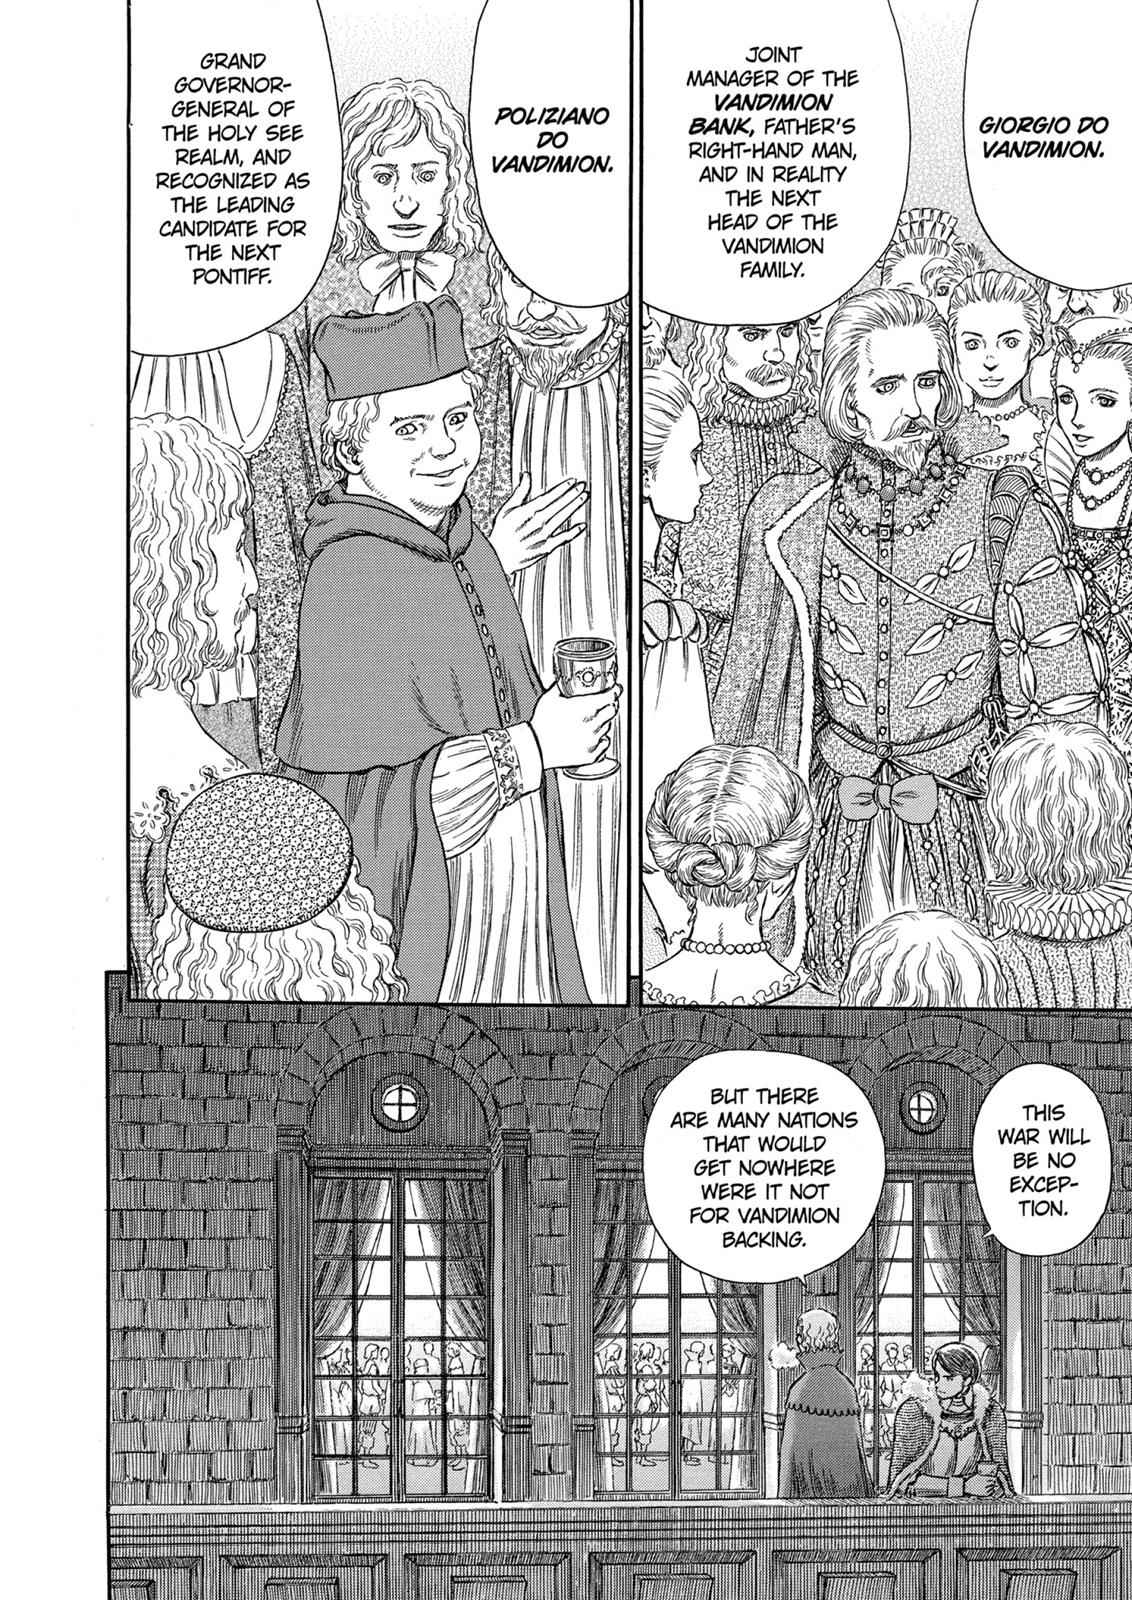 GIORGIO DO
VANDIMION.
JOINT
MANAGER OF THE
VANDIMION
BANK, FATHER'S
RIGHT-HAND MAN,
AND IN REALITY
THE NEXT
HEAD OF THE
VANDIMION
FAMILY.
POLIZIANO
DO
VANDIMION.
GRAND
GOVERNOR-
GENERAL OF
THE HOLY SEE
REALM, AND
RECOGNIZED AS
THE LEADING
CANDIDATE FOR
THE NEXT
PONTIFF.
THIS
WAR WILL
BE NO
EXCEP-
TION.
BUT THERE
ARE MANY NATIONS
THAT WOULD
GET NOWHERE
WERE IT NOT
FOR VANDIMION
BACKING.